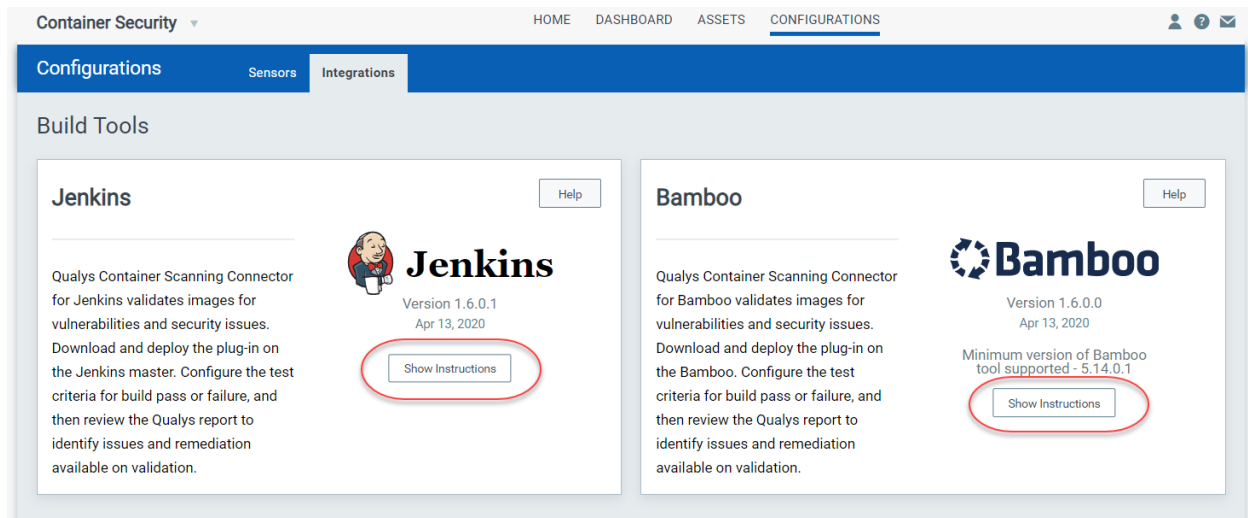 Container Security
HOME DASHBOARD ASSETS CONFIGURATIONS
Configurations
Sensors
Integrations
Build Tools
Jenkins
Help
Qualys Container Scanning Connector
for Jenkins validates images for
vulnerabilities and security issues.
Download and deploy the plug-in on
the Jenkins master. Configure the test
criteria for build pass or failure, and
then review the Qualys report to
identify issues and remediation
available on validation.
Jenkins
Version 1.6.0.1
Apr 13, 2020
Show Instructions
Bamboo
Help
Qualys Container Scanning Connector
for Bamboo validates images for
vulnerabilities and security issues.
Download and deploy the plug-in on
the Bamboo. Configure the test
criteria for build pass or failure, and
then review the Qualys report to
identify issues and remediation
available on validation.
Bamboo
Version 1.6.0.0
Apr 13, 2020
Minimum version of Bamboo
tool supported - 5.14.0.1
Show Instructions